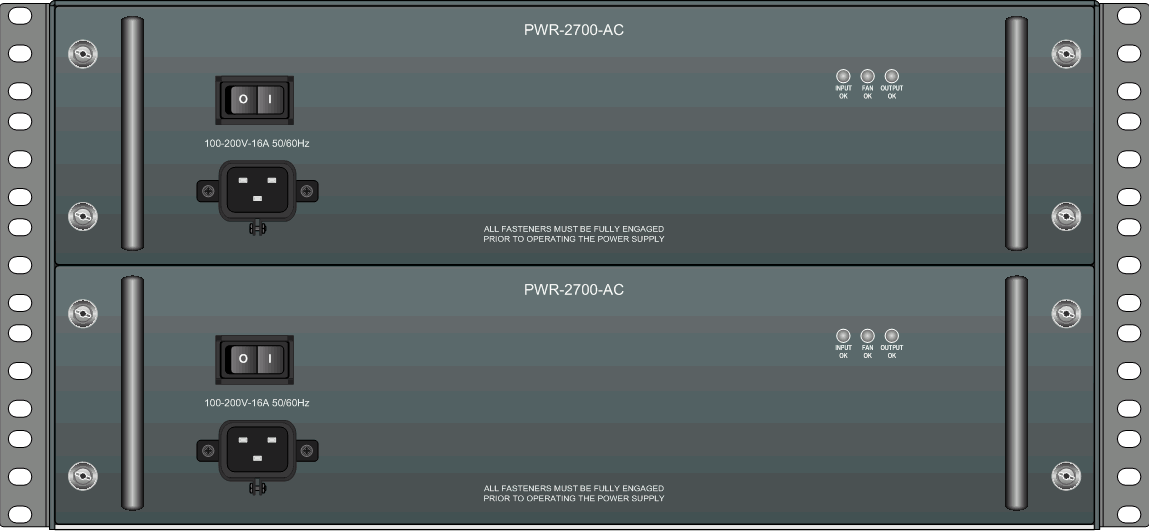 PWR-2700-AC
O I
INPUT OK
FAN OK
OUTPUT OK
100-200V-16A 50/60Hz
ALL FASTENERS MUST BE FULLY ENGAGED
PRIOR TO OPERATING THE POWER SUPPLY
PWR-2700-AC
O I
INPUT OK
FAN OK
OUTPUT OK
100-200V-16A 50/60Hz
ALL FASTENERS MUST BE FULLY ENGAGED
PRIOR TO OPERATING THE POWER SUPPLY